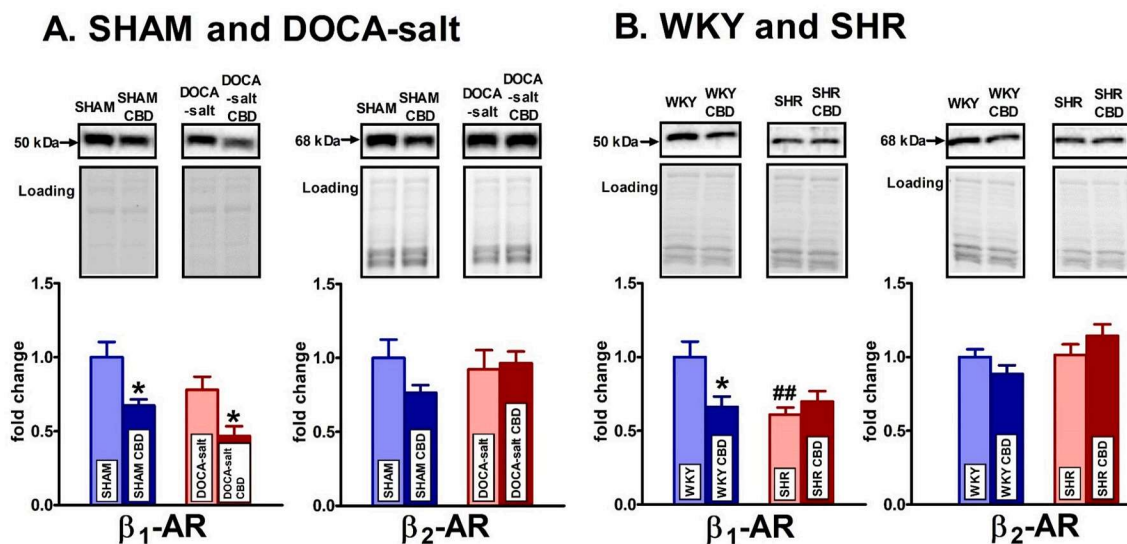 A. SHAM and DOCA-salt
B. WKY and SHR
SHAM
SHAM CBD
DOCA -salt
DOCA -salt CBD
50 kDa
Loading
SHAM
SHAM CBD
DOCA -salt
DOCA -salt CBD
68 kDa
Loading
WKY
WKY CBD
SHR
SHR CBD
50 kDa
Loading
WKY
WKY CBD
SHR
SHR CBD
68 kDa
Loading
fold change
1.5
1.0
0.5
0.0
*
*
SHAM
SHAM CBD
DOCA-salt
DOCA-salt CBD
β1-AR
fold change
1.5
1.0
0.5
0.0
SHAM
SHAM CBD
DOCA-salt
DOCA-salt CBD
β2-AR
fold change
1.5
1.0
0.5
0.0
*
##
WKY
WKY CBD
SHR
SHR CBD
β1-AR
fold change
1.5
1.0
0.5
0.0
WKY
WKY CBD
SHR
SHR CBD
β2-AR